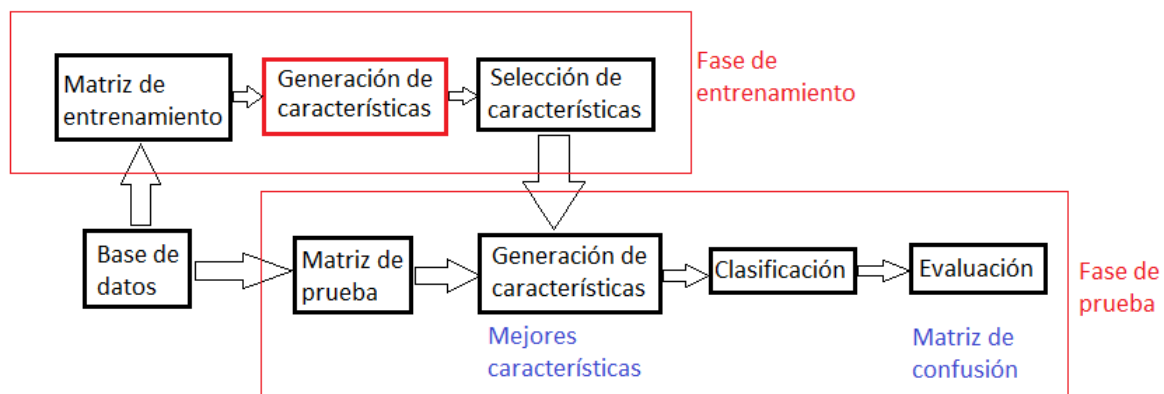 Matriz de
entrenamiento
Generación de
características
Selección de
características
Fase de
entrenamiento
Base de
datos
Matriz de
prueba
Generación de
características
Clasificación
Evaluación
Fase de
prueba
Mejores
características
Matriz de
confusión